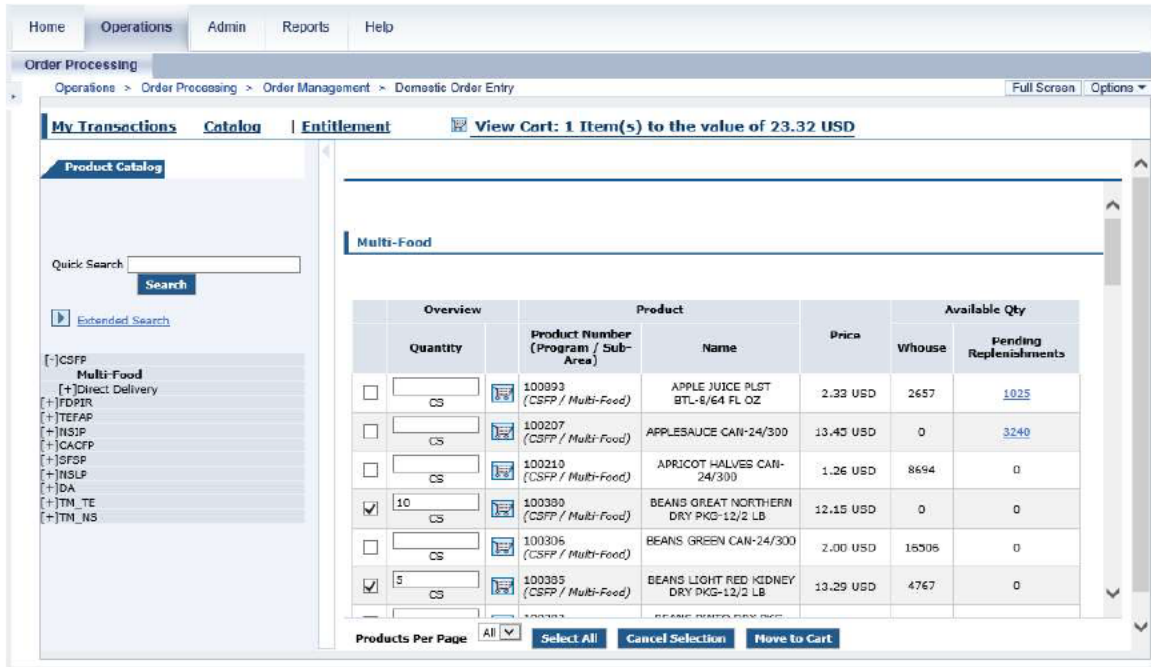 Home Operations Admin Reports Help
Order Processing
Operations > Order Processing > Order Management > Domestic Order Entry Full Screen Options
My Transactions Catalog | Entitlement View Cart: 1 Item(s) to the value of 23.32 USD
Product Catalog
Multi-Food
Quick Search
Search
Extended Search
[-]CSFP
Multi-Food
[+]Direct Delivery
[+]FDPIR
[+]TEFAP
[+]NSIP
[+]CACFP
[+]SFSP
[+]NSLP
[+]DA
[+]TM_TE
[+]TM_NS
Overview Product Price Available Qty
Quantity Product Number (Program / Sub-Area) Name Whouse Pending Replenishments
CS 100893 (CSFP / Multi-Food) APPLE JUICE PLST BTL-8/64 FL OZ 2.33 USD 2657 1025
CS 100207 (CSFP / Multi-Food) APPLESAUCE CAN-24/300 13.45 USD 0 3240
CS 100210 (CSFP / Multi-Food) APRICOT HALVES CAN-24/300 1.26 USD 8694 0
10 CS 100380 (CSFP / Multi-Food) BEANS GREAT NORTHERN DRY PKG-12/2 LB 12.15 USD 0 0
CS 100306 (CSFP / Multi-Food) BEANS GREEN CAN-24/300 2.00 USD 16506 0
5 CS 100385 (CSFP / Multi-Food) BEANS LIGHT RED KIDNEY DRY PKG-12/2 LB 13.29 USD 4767 0
Products Per Page All Select All Cancel Selection Move to Cart